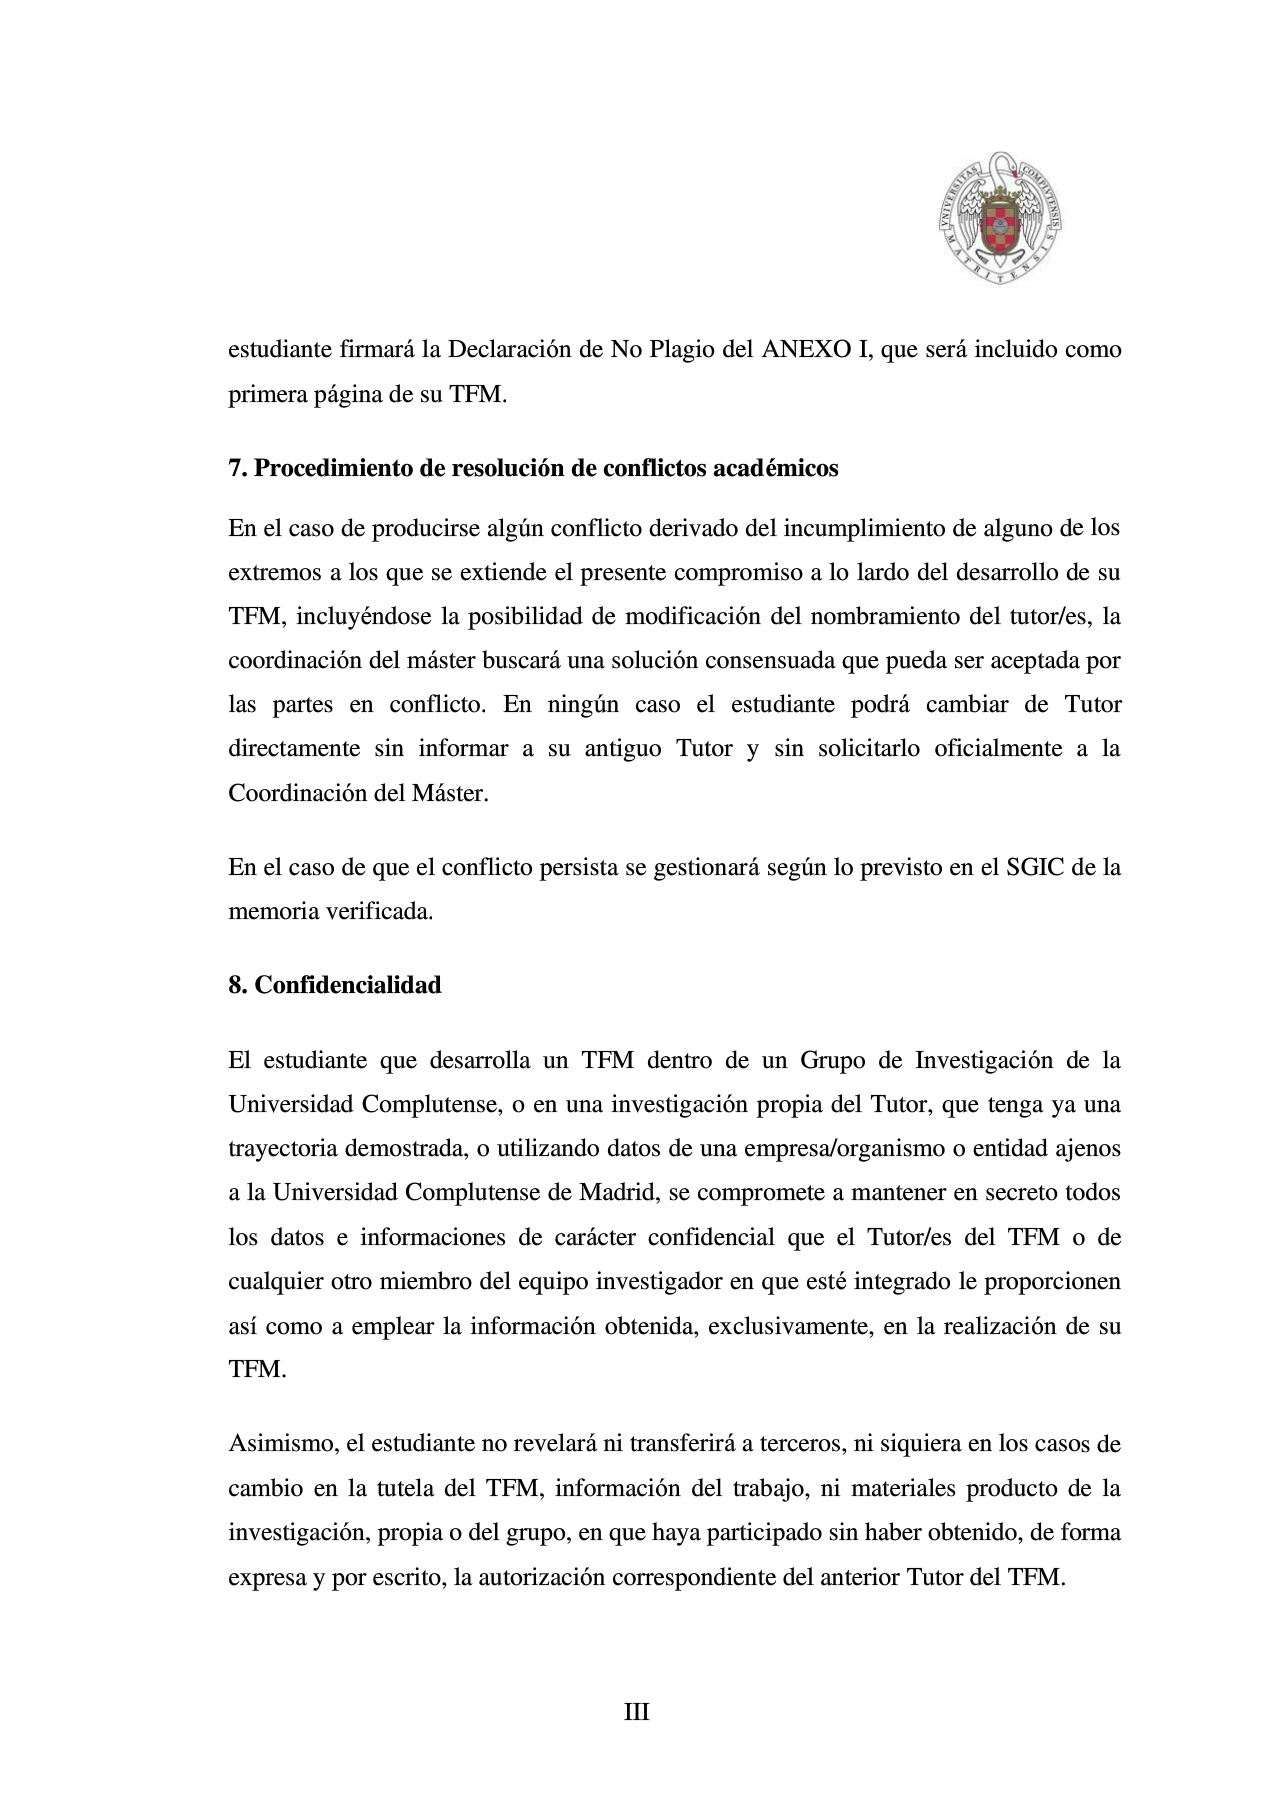 VNIVERSITAS COMPLVTENSIS
MATRITENSIS
estudiante firmará la Declaración de No Plagio del ANEXO I, que será incluido como
primera página de su TFM.
7. Procedimiento de resolución de conflictos académicos
En el caso de producirse algún conflicto derivado del incumplimiento de alguno de los
extremos a los que se extiende el presente compromiso a lo lardo del desarrollo de su
TFM, incluyéndose la posibilidad de modificación del nombramiento del tutor/es, la
coordinación del máster buscará una solución consensuada que pueda ser aceptada por
las partes en conflicto. En ningún caso el estudiante podrá cambiar de Tutor
directamente sin informar a su antiguo Tutor y sin solicitarlo oficialmente a la
Coordinación del Máster.
En el caso de que el conflicto persista se gestionará según lo previsto en el SGIC de la
memoria verificada.
8. Confidencialidad
El estudiante que desarrolla un TFM dentro de un Grupo de Investigación de la
Universidad Complutense, o en una investigación propia del Tutor, que tenga ya una
trayectoria demostrada, o utilizando datos de una empresa/organismo o entidad ajenos
a la Universidad Complutense de Madrid, se compromete a mantener en secreto todos
los datos e informaciones de carácter confidencial que el Tutor/es del TFM o de
cualquier otro miembro del equipo investigador en que esté integrado le proporcionen
así como a emplear la información obtenida, exclusivamente, en la realización de su
TFM.
Asimismo, el estudiante no revelará ni transferirá a terceros, ni siquiera en los casos de
cambio en la tutela del TFM, información del trabajo, ni materiales producto de la
investigación, propia o del grupo, en que haya participado sin haber obtenido, de forma
expresa y por escrito, la autorización correspondiente del anterior Tutor del TFM.
III